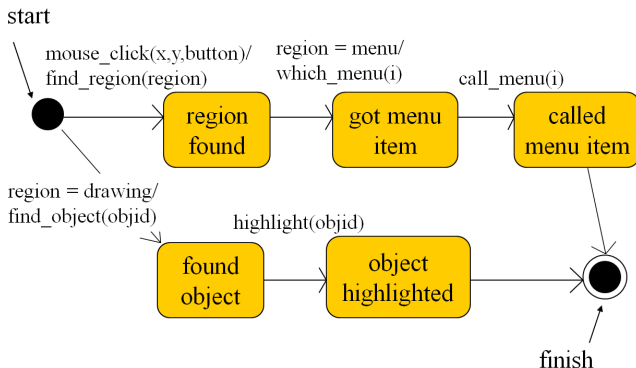 start
mouse_click(x,y,button)/
find_region(region)
region = menu/
which_menu(i)
call_menu(i)
region
found
got menu
item
called
menu item
region = drawing/
find_object(objid)
highlight(objid)
found
object
object
highlighted
finish